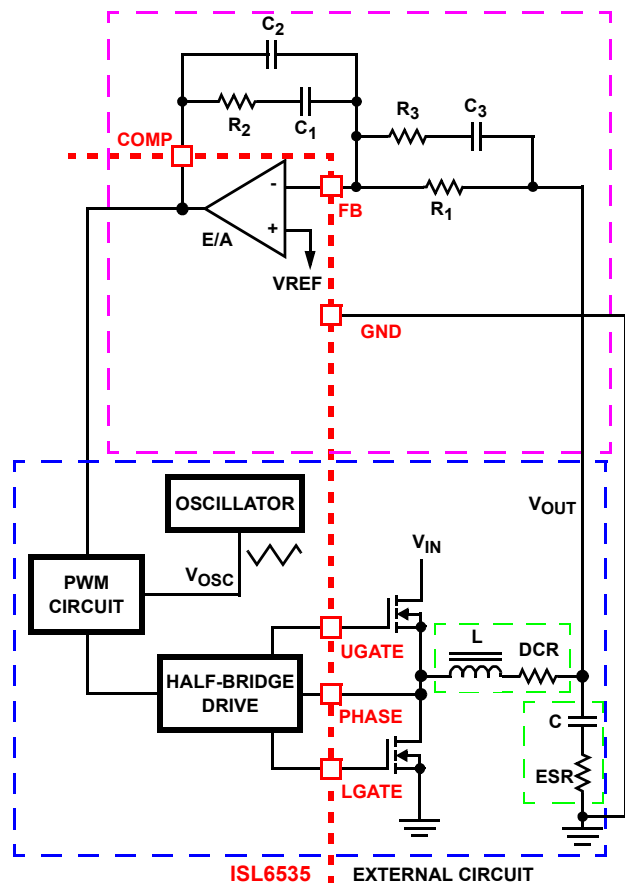 C2
R2
C1
R3
C3
COMP
-
FB
R1
+
E/A
VREF
GND
OSCILLATOR
VOUT
VIN
PWM
CIRCUIT
VOSC
L
DCR
UGATE
HALF-BRIDGE
DRIVE
PHASE
C
LGATE
ESR
ISL6535
EXTERNAL CIRCUIT